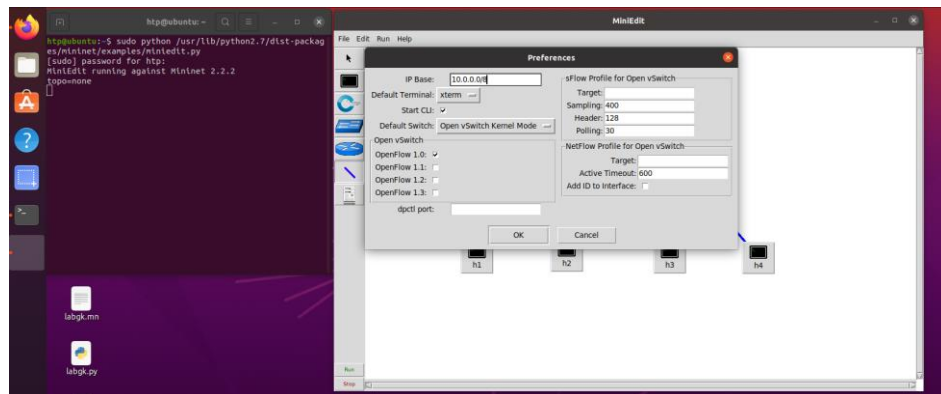 htp@ubuntu: ~
htp@ubuntu:~$ sudo python /usr/lib/python2.7/dist-packag
es/mininet/examples/miniedit.py
[sudo] password for htp:
MiniEdit running against Mininet 2.2.2
topo=none
labgk.mn
labgk.py
MiniEdit
File Edit Run Help
Preferences
IP Base: 10.0.0.0/8
Default Terminal: xterm
Start CLI:
Default Switch: Open vSwitch Kernel Mode
Open vSwitch
OpenFlow 1.0:
OpenFlow 1.1:
OpenFlow 1.2:
OpenFlow 1.3:
dpctl port:
sFlow Profile for Open vSwitch
Target:
Sampling: 400
Header: 128
Polling: 30
NetFlow Profile for Open vSwitch
Target:
Active Timeout: 600
Add ID to Interface:
OK Cancel
h1 h2 h3 h4
Run
Stop